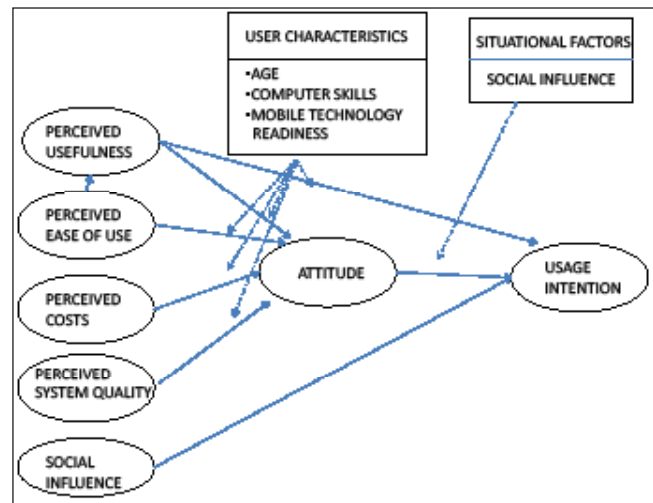 USER CHARACTERISTICS
•AGE
•COMPUTER SKILLS
•MOBILE TECHNOLOGY
READINESS
SITUATIONAL FACTORS
SOCIAL INFLUENCE
PERCEIVED
USEFULNESS
PERCEIVED
EASE OF USE
PERCEIVED
COSTS
PERCEIVED
SYSTEM QUALITY
SOCIAL
INFLUENCE
ATTITUDE
USAGE
INTENTION